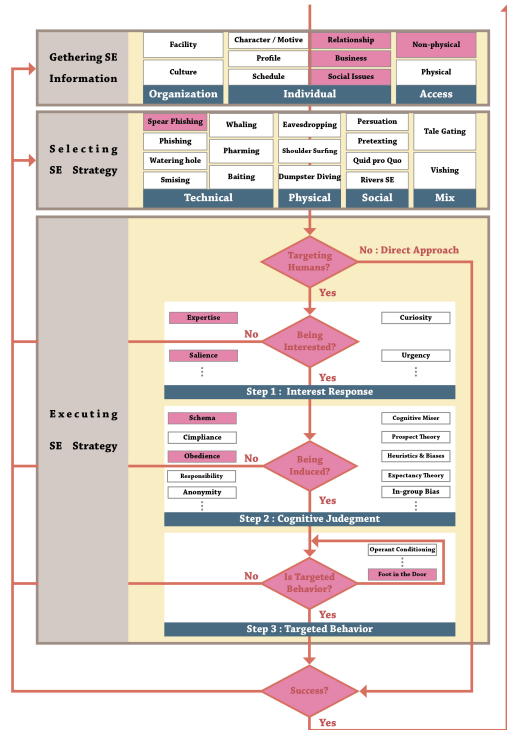 Gathering SE
Information
Facility
Culture
Organization
Character / Motive
Profile
Schedule
Relationship
Business
Social Issues
Individual
Non-physical
Physical
Access
Selecting
SE Strategy
Spear Phishing
Phishing
Watering hole
Smising
Whaling
Pharming
Baiting
Technical
Eavesdropping
Shoulder Surfing
Dumpster Diving
Physical
Persuation
Pretexting
Quid pro Quo
Rivers SE
Social
Tale Gating
Vishing
Mix
Executing
SE Strategy
Targeting
Humans?
No : Direct Approach
Yes
Expertise
Salience
No
Being
Interested?
Curiosity
Urgency
Yes
Step 1 : Interest Response
Schema
Cimpliance
Obedience
Responsibility
Anonymity
No
Being
Induced?
Cognitive Miser
Prospect Theory
Heuristics & Biases
Expectancy Theory
In-group Bias
Yes
Step 2 : Cognitive Judegment
Operant Conditioning
Foot in the Door
No
Is Targeted
Behavior?
Yes
Step 3 : Targeted Behavior
Success?
Yes